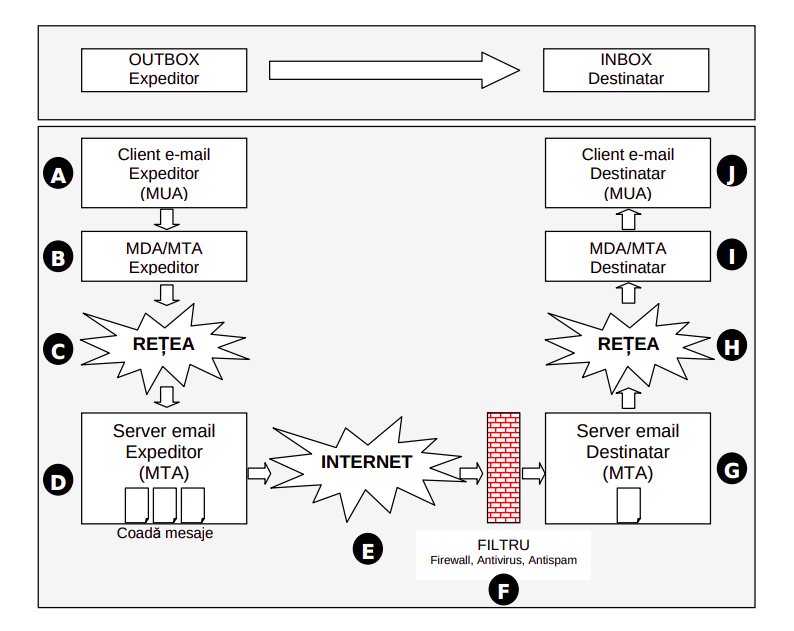 OUTBOX
Expeditor
INBOX
Destinatar
A
Client e-mail
Expeditor
(MUA)
Client e-mail
Destinatar
(MUA)
J
B
MDA/MTA
Expeditor
MDA/MTA
Destinatar
I
C
REȚEA
REȚEA
H
D
Server email
Expeditor
(MTA)
Coadă mesaje
INTERNET
E
FILTRU
Firewall, Antivirus, Antispam
F
Server email
Destinatar
(MTA)
G